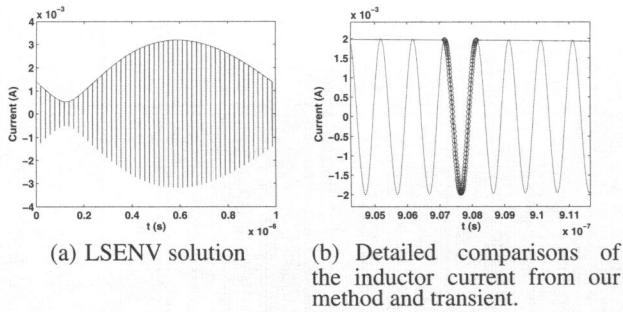 x 10⁻³
4
3
2
1
0
-1
-2
-3
-4
Current (A)
0 0.2 0.4 0.6 0.8 1
t (s)
x 10⁻⁶
(a) LSENV solution
x 10⁻³
2
1.5
1
0.5
0
-0.5
-1
-1.5
-2
Current (A)
9.05 9.06 9.07 9.08 9.09 9.1 9.11
t (s)
x 10⁻⁷
(b) Detailed comparisons of
the inductor current from our
method and transient.